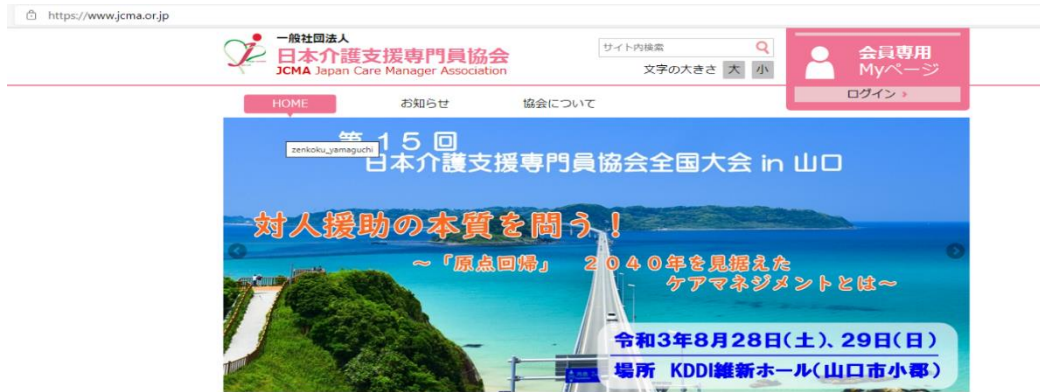 https://www.jcma.or.jp
一般社団法人
日本介護支援専門員協会
JCMA Japan Care Manager Association
サイト内検索
文字の大きさ 大 小
会員専用
Myページ
ログイン
HOME お知らせ 協会について
第15回
zenkoku_yamaguchi
日本介護支援専門員協会全国大会 in 山口
対人援助の本質を問う！
～「原点回帰」 2040年を見据えた
ケアマネジメントとは～
令和3年8月28日(土)、29日(日)
場所 KDDI維新ホール(山口市小郡)